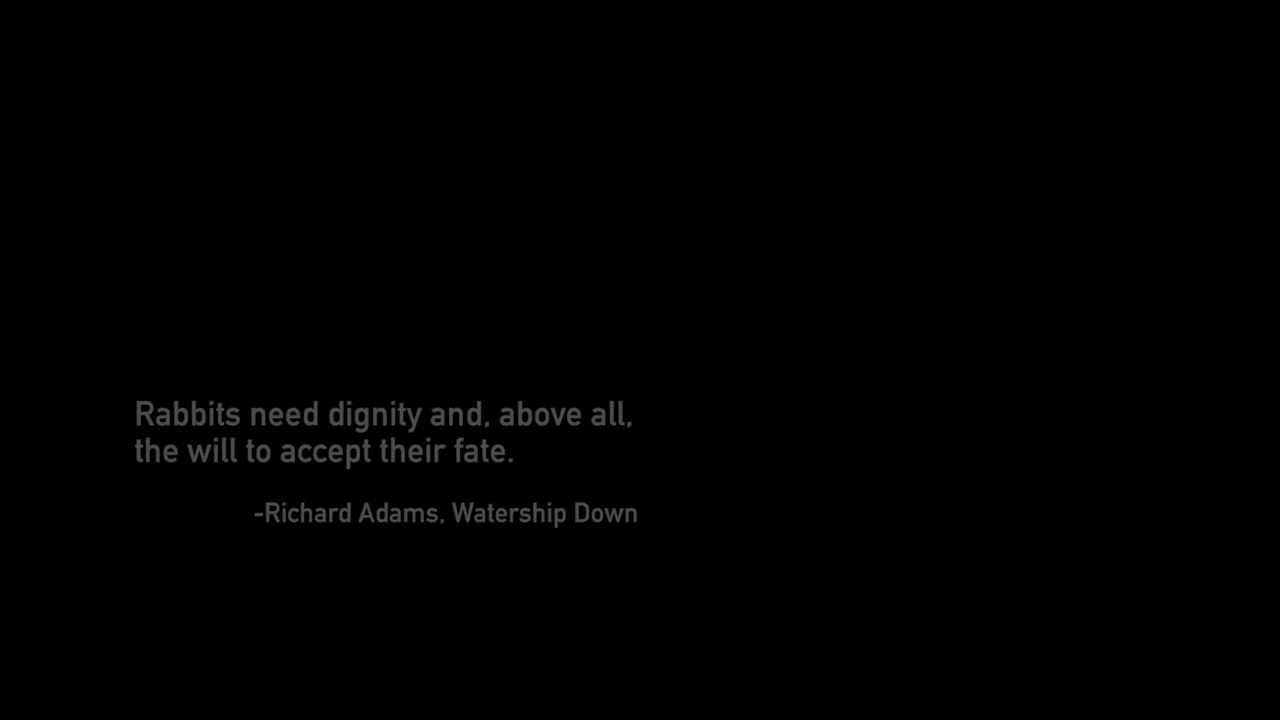 Rabbits need dignity and, above all,
the will to accept their fate.
-Richard Adams, Watership Down